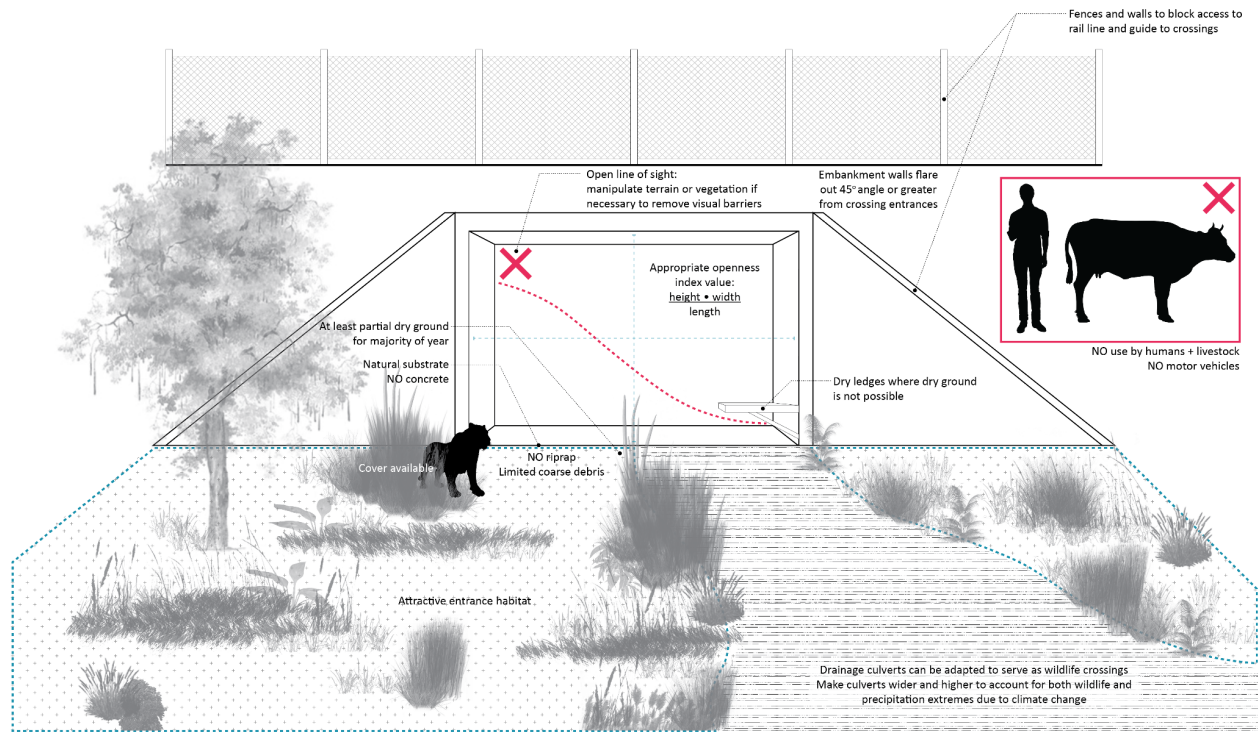 Fences and walls to block access to
rail line and guide to crossings
Open line of sight:
manipulate terrain or vegetation if
necessary to remove visual barriers
Embankment walls flare
out 45° angle or greater
from crossing entrances
Appropriate openness
index value:
height • width
length
At least partial dry ground
for majority of year
Natural substrate
NO concrete
NO use by humans + livestock
NO motor vehicles
Dry ledges where dry ground
is not possible
Cover available
NO riprap
Limited coarse debris
Attractive entrance habitat
Drainage culverts can be adapted to serve as wildlife crossings
Make culverts wider and higher to account for both wildlife and
precipitation extremes due to climate change